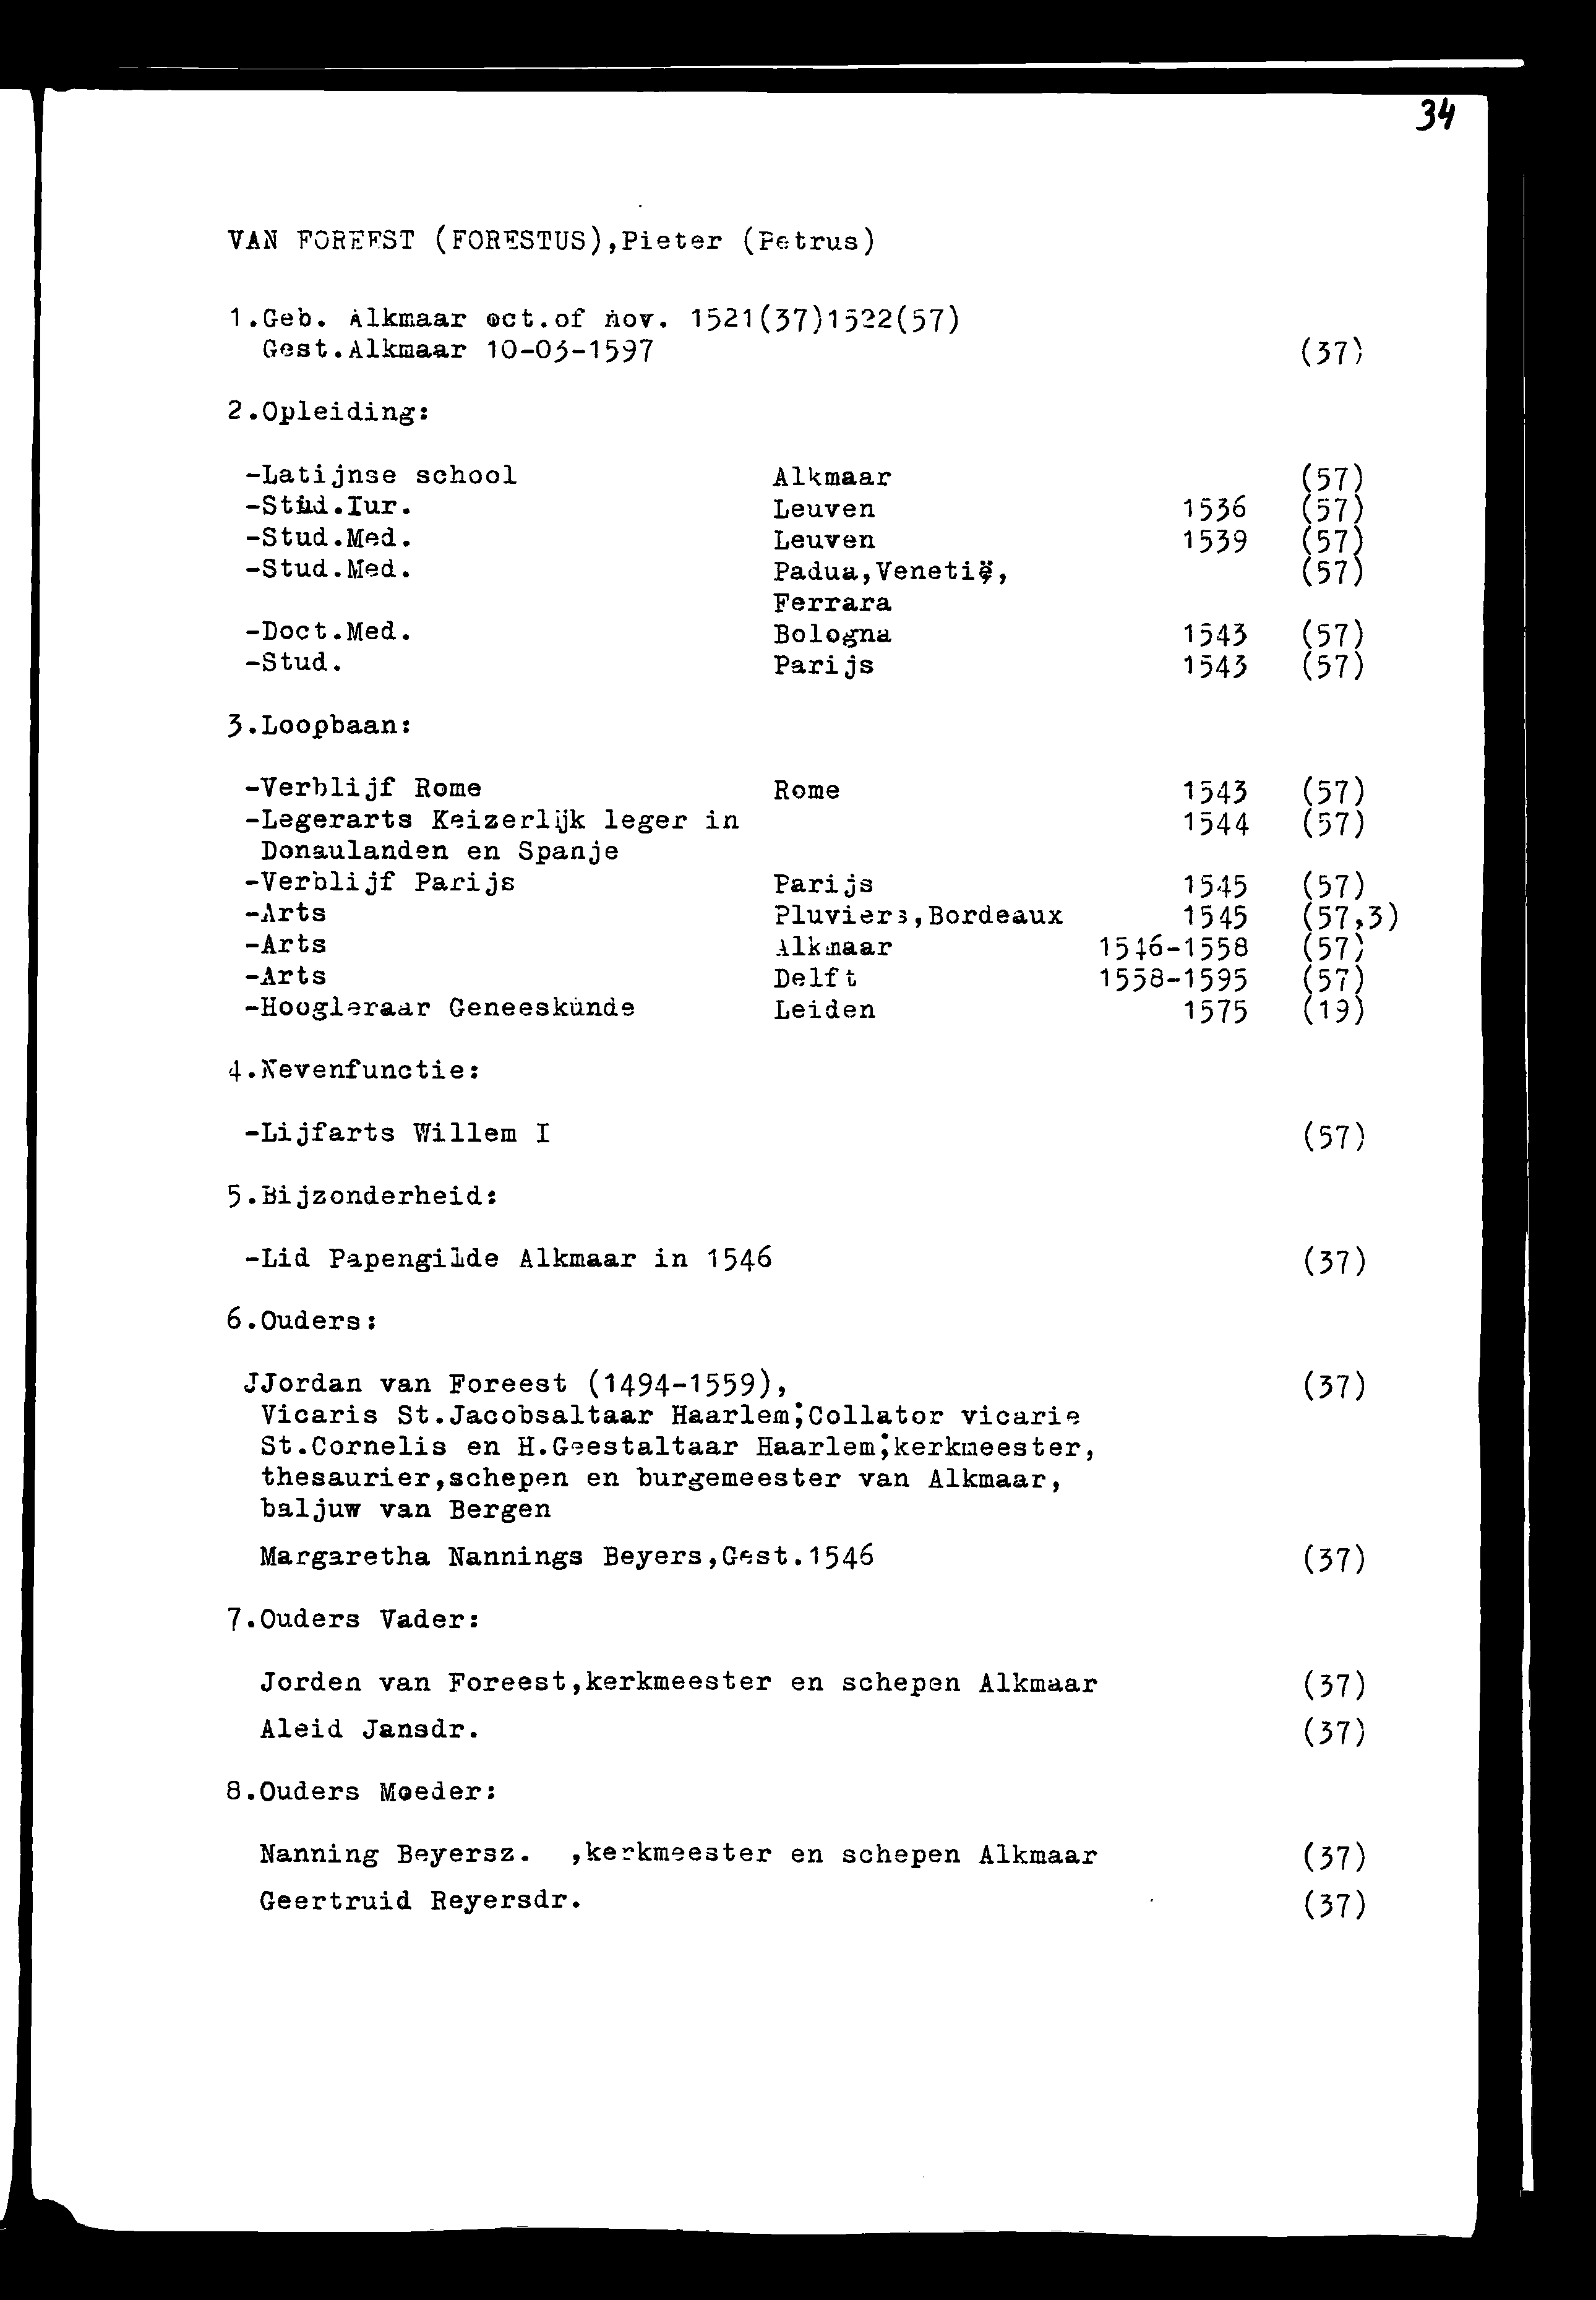 34
VAN FOREEST (FORESTUS),Pieter (Petrus)
1.Geb. Alkmaar oct.of nov. 1521(37)1522(57)
Gest.Alkmaar 10-03-1597 (37)
2.Opleiding:
-Latijnse school Alkmaar (57)
-Stud.Iur. Leuven 1536 (57)
-Stud.Med. Leuven 1539 (57)
-Stud.Med. Padua,Venetië, (57)
Ferrara
-Doct.Med. Bologna 1543 (57)
-Stud. Parijs 1543 (57)
3.Loopbaan:
-Verblijf Rome Rome 1543 (57)
-Legerarts Keizerlijk leger in 1544 (57)
Donaulanden en Spanje
-Verblijf Parijs Parijs 1545 (57)
-Arts Pluviers,Bordeaux 1545 (57,3)
-Arts Alkmaar 1546-1558 (57)
-Arts Delft 1558-1595 (57)
-Hoogleraar Geneeskunde Leiden 1575 (19)
4.Nevenfunctie:
-Lijfarts Willem I (57)
5.Bijzonderheid:
-Lid Papengilde Alkmaar in 1546 (37)
6.Ouders:
JJordan van Foreest (1494-1559), (37)
Vicaris St.Jacobsaltaar Haarlem;Collator vicarie
St.Cornelis en H.Geestaltaar Haarlem;kerkmeester,
thesaurier,schepen en burgemeester van Alkmaar,
baljuw van Bergen
Margaretha Nannings Beyers,Gest.1546 (37)
7.Ouders Vader:
Jorden van Foreest,kerkmeester en schepen Alkmaar (37)
Aleid Jansdr. (37)
8.Ouders Moeder:
Nanning Beyersz. ,kerkmeester en schepen Alkmaar (37)
Geertruid Reyersdr. (37)